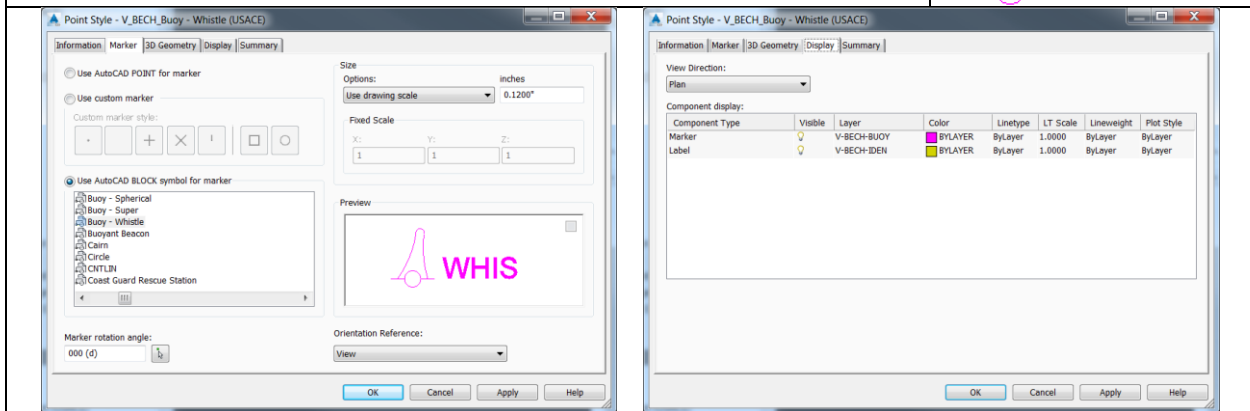 Point Style - V_BECH_Buoy - Whistle (USACE)
Information Marker 3D Geometry Display Summary
Use AutoCAD POINT for marker
Use custom marker
Custom marker style:
Use AutoCAD BLOCK symbol for marker
Buoy - Spherical
Buoy - Super
Buoy - Whistle
Buoyant Beacon
Cairn
Circle
CNTLIN
Coast Guard Rescue Station
Marker rotation angle:
000 (d)
Size
Options: inches
Use drawing scale 0.1200"
Fixed Scale
X: Y: Z:
1 1 1
Preview
WHIS
Orientation Reference:
View
OK Cancel Apply Help
Point Style - V_BECH_Buoy - Whistle (USACE)
Information Marker 3D Geometry Display Summary
View Direction:
Plan
Component display:
Component Type Visible Layer Color Linetype LT Scale Lineweight Plot Style
Marker V-BECH-BUOY BYLAYER ByLayer 1.0000 ByLayer ByLayer
Label V-BECH-IDEN BYLAYER ByLayer 1.0000 ByLayer ByLayer
OK Cancel Apply Help